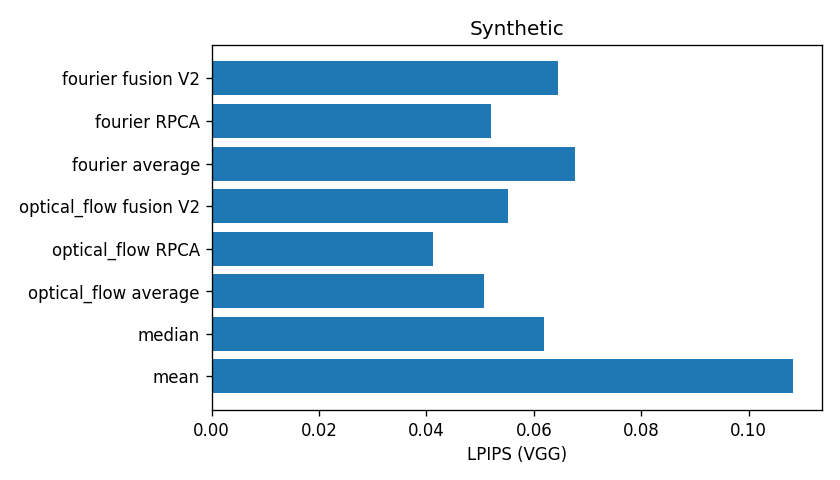 Synthetic
fourier fusion V2
fourier RPCA
fourier average
optical_flow fusion V2
optical_flow RPCA
optical_flow average
median
mean
0.00 0.02 0.04 0.06 0.08 0.10
LPIPS (VGG)